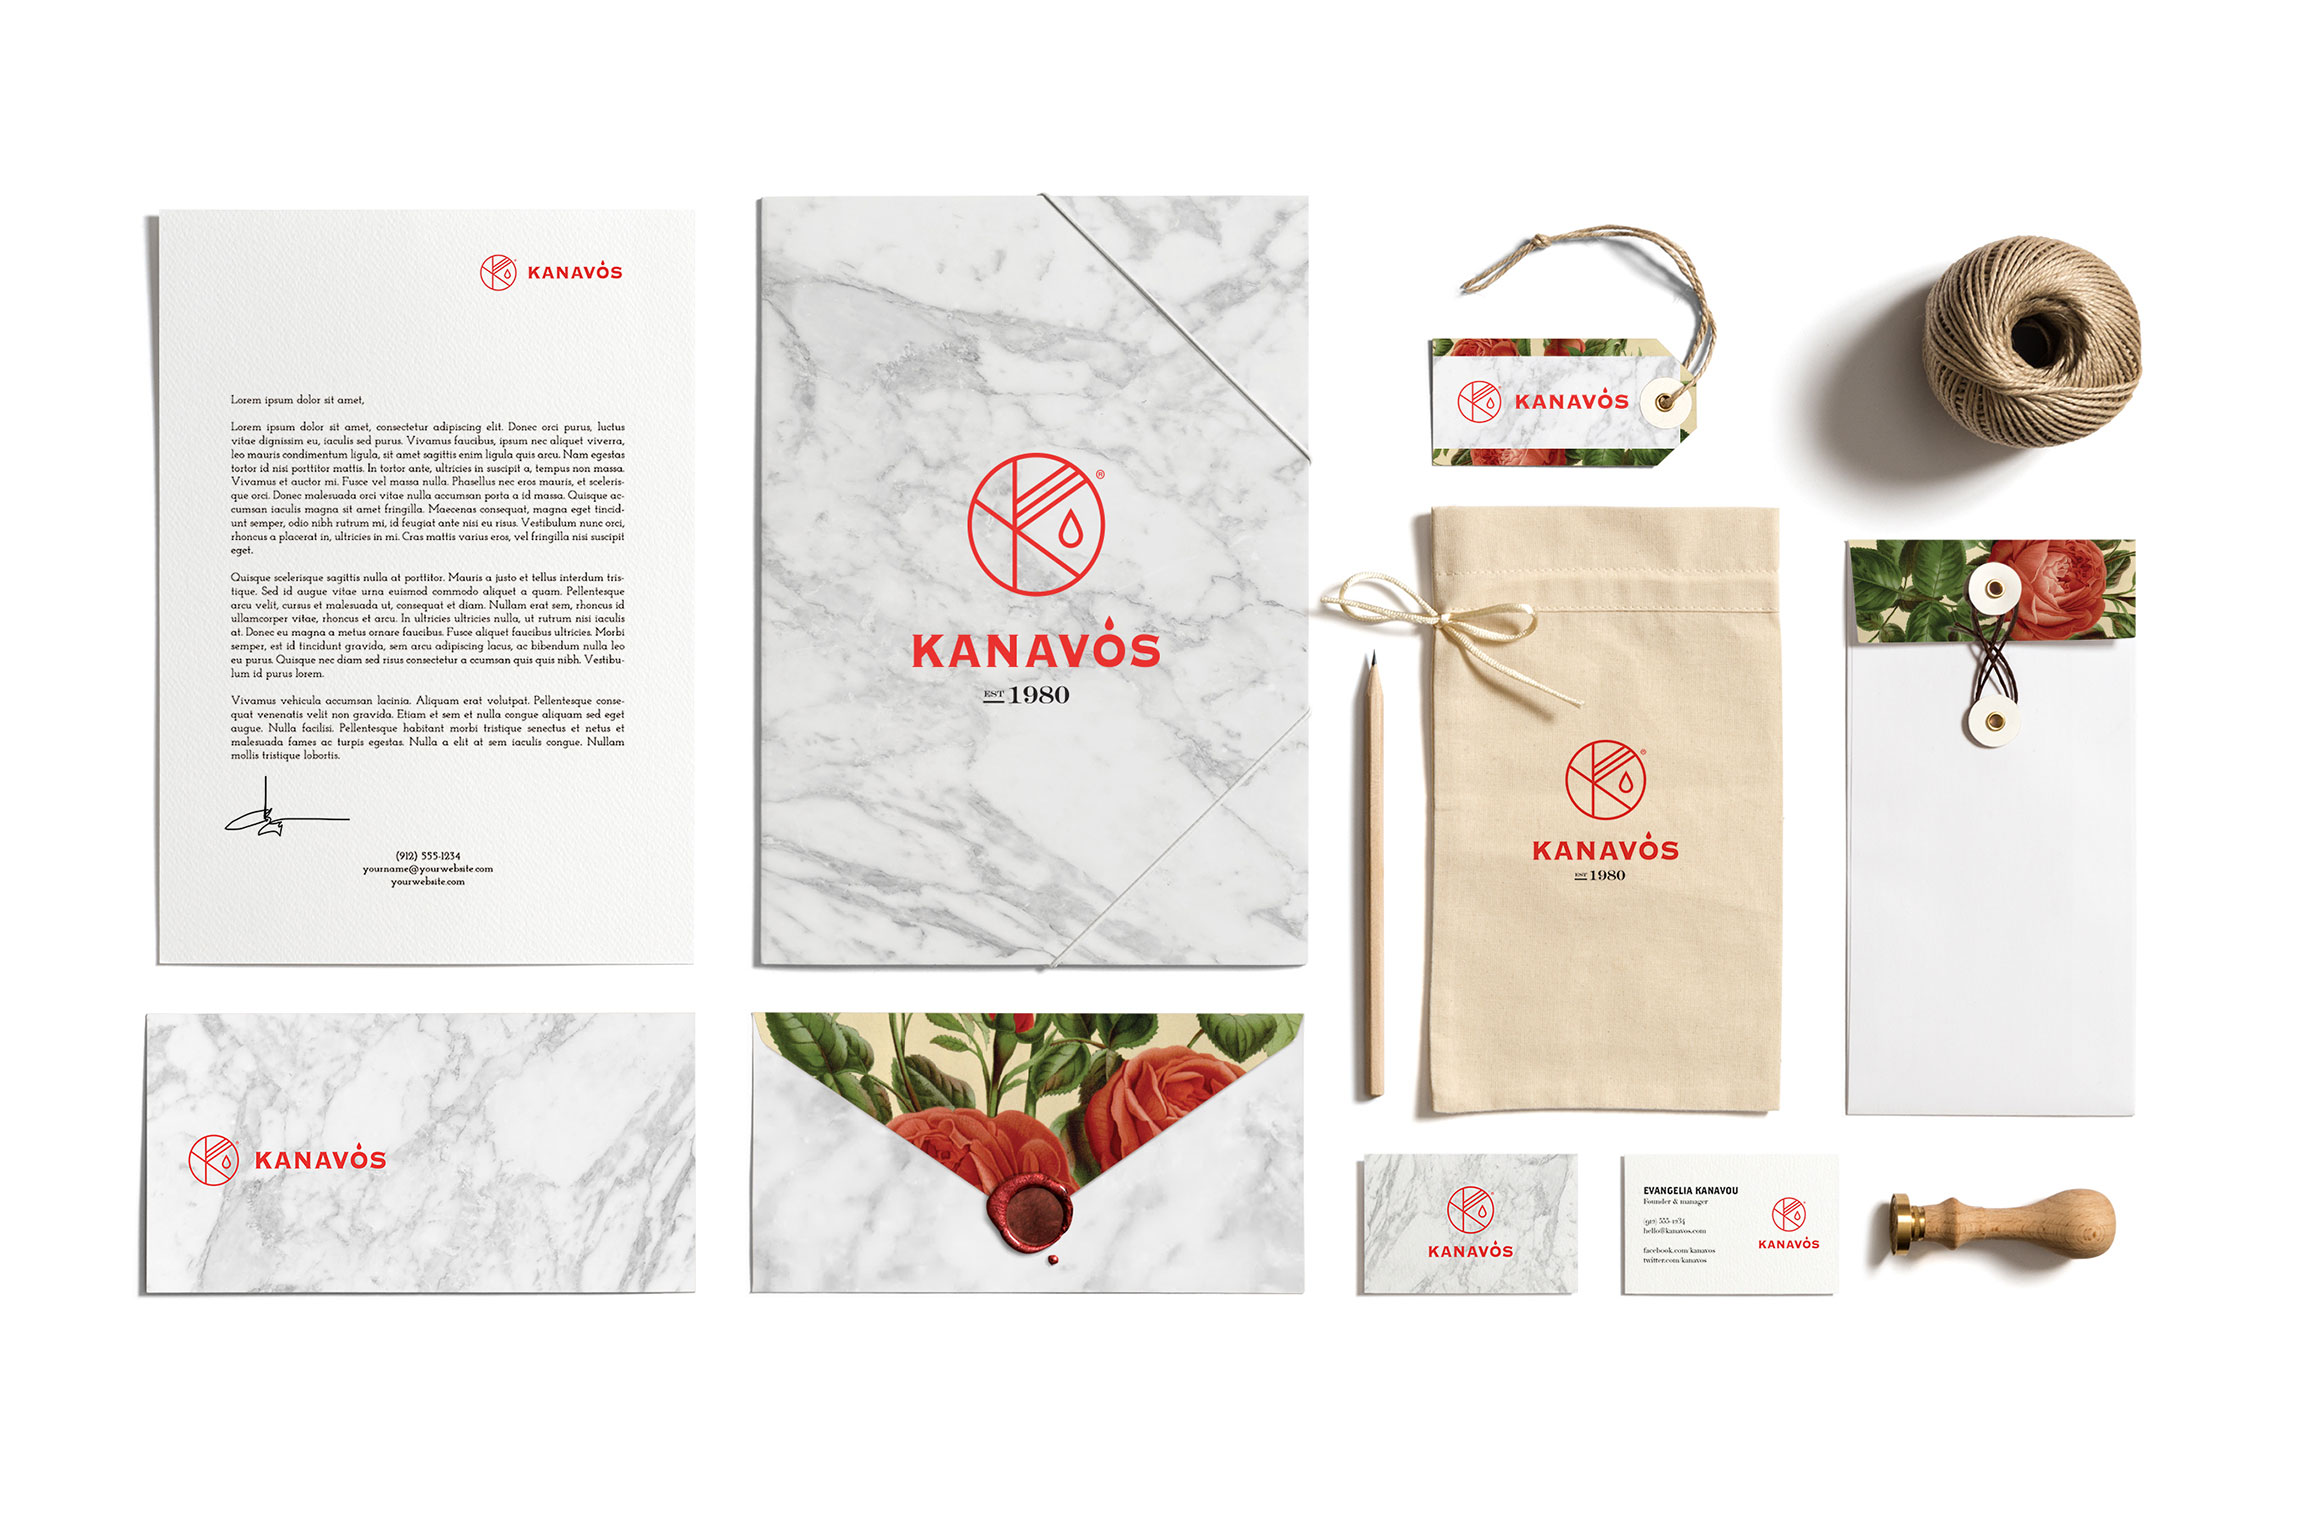 KANAVOS
Lorem ipsum dolor sit amet,
Lorem ipsum dolor sit amet, consectetur adipiscing elit. Donec orci purus, luctus
vitae dignissim eu, iaculis sed purus. Vivamus faucibus, ipsum nec aliquet viverra,
leo mauris condimentum ligula, sit amet sagittis enim ligula quis arcu. Nam egestas
tortor id nisi porttitor mattis. In tortor ante, ultricies in suscipit a, tempus non massa.
Vivamus et auctor mi. Fusce vel massa nulla. Phasellus nec eros mauris, et sceleris-
que orci. Donec malesuada orci vitae nulla accumsan porta a id massa. Quisque ac-
cumsan iaculis magna sit amet fringilla. Maecenas consequat, magna eget tincid-
unt semper, odio nibh rutrum mi, id feugiat ante nisi eu risus. Vestibulum nunc orci,
rhoncus a placerat in, ultricies in mi. Cras mattis varius eros, vel fringilla nisi suscipit
eget.
Quisque scelerisque sagittis nulla at porttitor. Mauris a justo et tellus interdum tris-
tique. Sed id augue vitae urna euismod commodo aliquet a quam. Pellentesque
arcu velit, cursus et malesuada ut, consequat et diam. Nullam erat sem, rhoncus id
ullamcorper vitae, rhoncus et arcu. In ultricies ultricies nulla, ut rutrum nisi iaculis
at. Donec eu magna a metus ornare faucibus. Fusce aliquet faucibus ultricies. Morbi
semper, est id tincidunt gravida, sem arcu adipiscing lacus, ac bibendum nulla leo
eu purus. Quisque nec diam sed risus consectetur a ccumsan quis quis nibh. Vestibu-
lum id purus lorem.
Vivamus vehicula accumsan lacinia. Aliquam erat volutpat. Pellentesque conse-
quat venenatis velit non gravida. Etiam et sem et nulla congue aliquam sed eget
augue. Nulla facilisi. Pellentesque habitant morbi tristique senectus et netus et
malesuada fames ac turpis egestas. Nulla a elit at sem iaculis congue. Nullam
mollis tristique lobortis.
(912) 555-1234
yourname@yourwebsite.com
yourwebsite.com
®
KANAVOS
EST 1980
KANAVOS
®
KANAVOS
EST 1980
KANAVOS
KANAVOS
EVANGELIA KANAVOU
Founder & manager
(912) 555-1234
hello@kanavos.com
facebook.com/kanavos
twitter.com/kanavos
KANAVOS